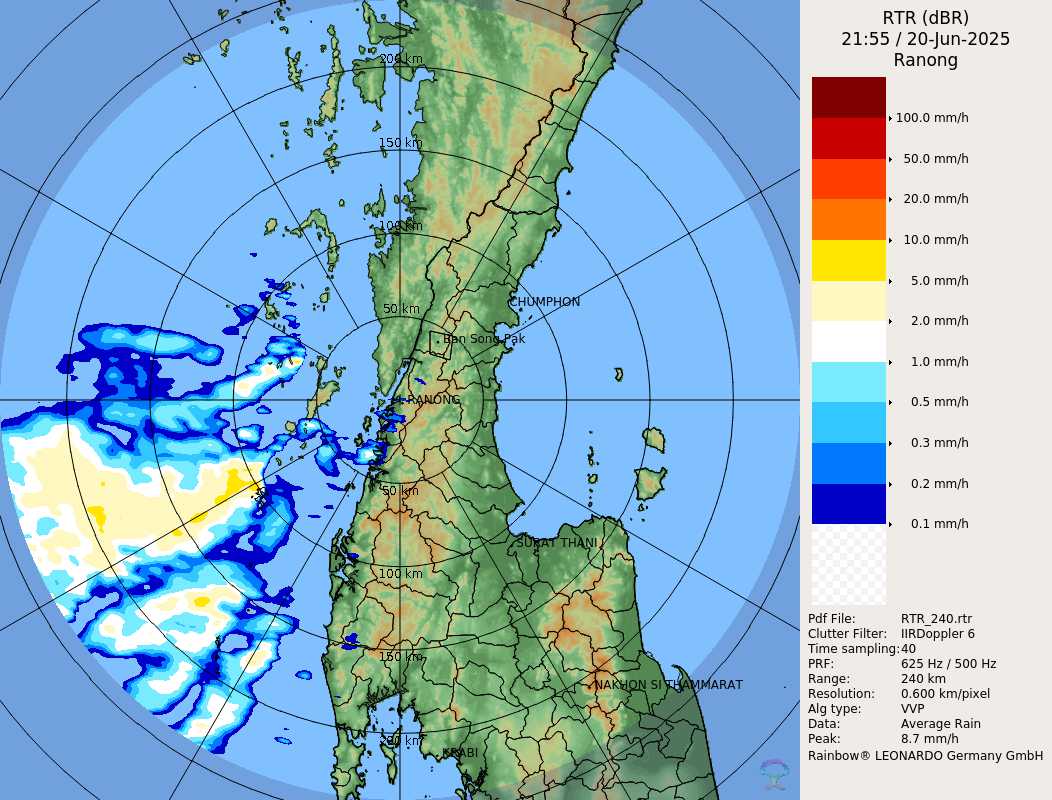 RTR (dBR)
21:55 / 20-Jun-2025
Ranong
100.0 mm/h
50.0 mm/h
20.0 mm/h
10.0 mm/h
5.0 mm/h
2.0 mm/h
1.0 mm/h
0.5 mm/h
0.3 mm/h
0.2 mm/h
0.1 mm/h
Pdf File: RTR_240.rtr
Clutter Filter: IIRDoppler 6
Time sampling:40
PRF: 625 Hz / 500 Hz
Range: 240 km
Resolution: 0.600 km/pixel
Alg type: VVP
Data: Average Rain
Peak: 8.7 mm/h
Rainbow® LEONARDO Germany GmbH
200 km
150 km
100 km
50 km
CHUMPHON
Ban Song Pak
RANONG
50 km
SURAT THANI
100 km
150 km
NAKHON SI THAMMARAT
200 km
KRABI